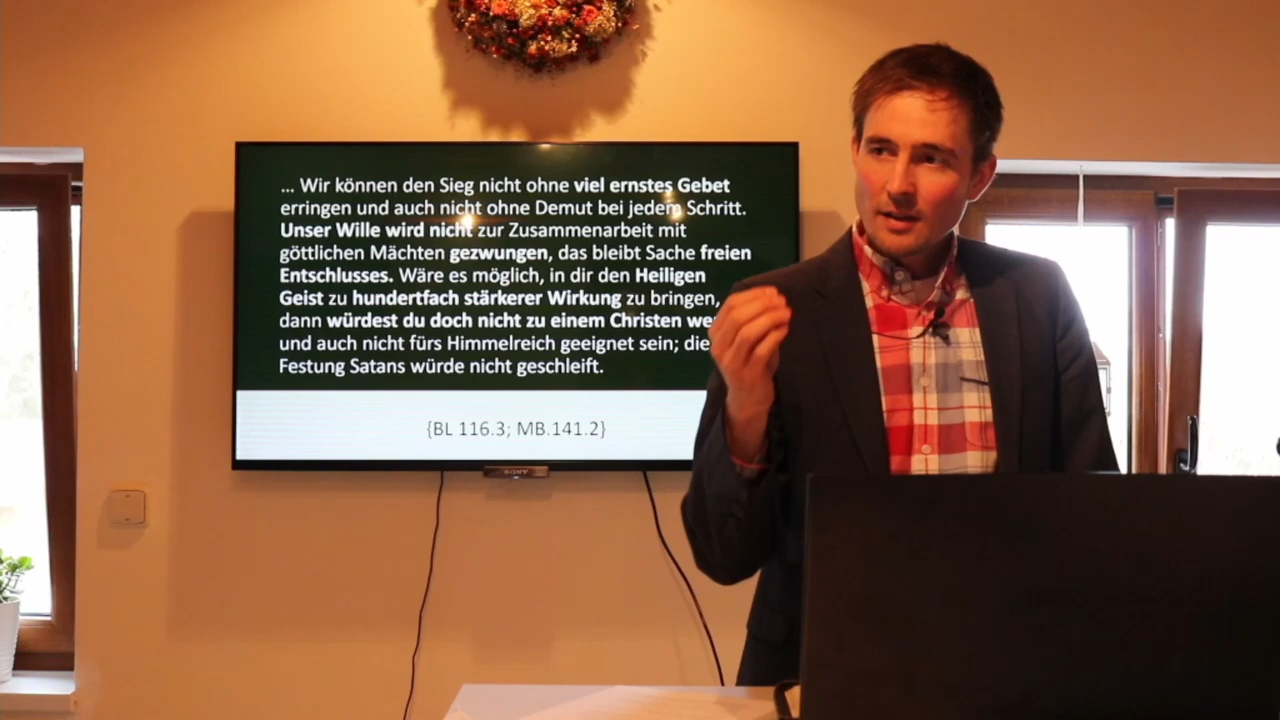 ... Wir können den Sieg nicht ohne viel ernstes Gebet
erringen und auch nicht ohne Demut bei jedem Schritt.
Unser Wille wird nicht zur Zusammenarbeit mit
göttlichen Mächten gezwungen, das bleibt Sache freien
Entschlusses. Wäre es möglich, in dir den Heiligen
Geist zu hundertfach stärkerer Wirkung zu bringen,
dann würdest du doch nicht zu einem Christen we
und auch nicht fürs Himmelreich geeignet sein; die
Festung Satans würde nicht geschleift.
{BL 116.3; MB.141.2}
SONY